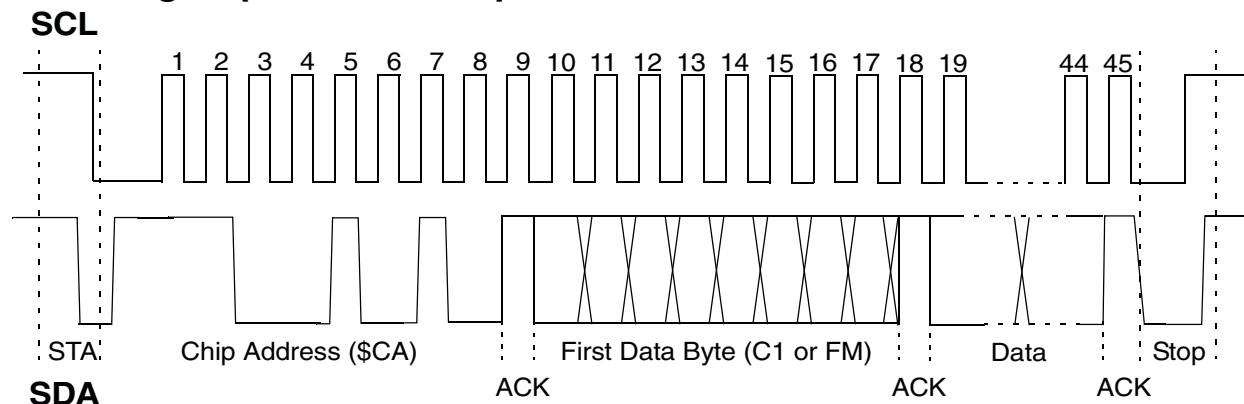 SCL
1 2 3 4 5 6 7 8 9 10 11 12 13 14 15 16 17 18 19 44 45
STA Chip Address ($CA) First Data Byte (C1 or FM) Data Stop
ACK ACK ACK
SDA